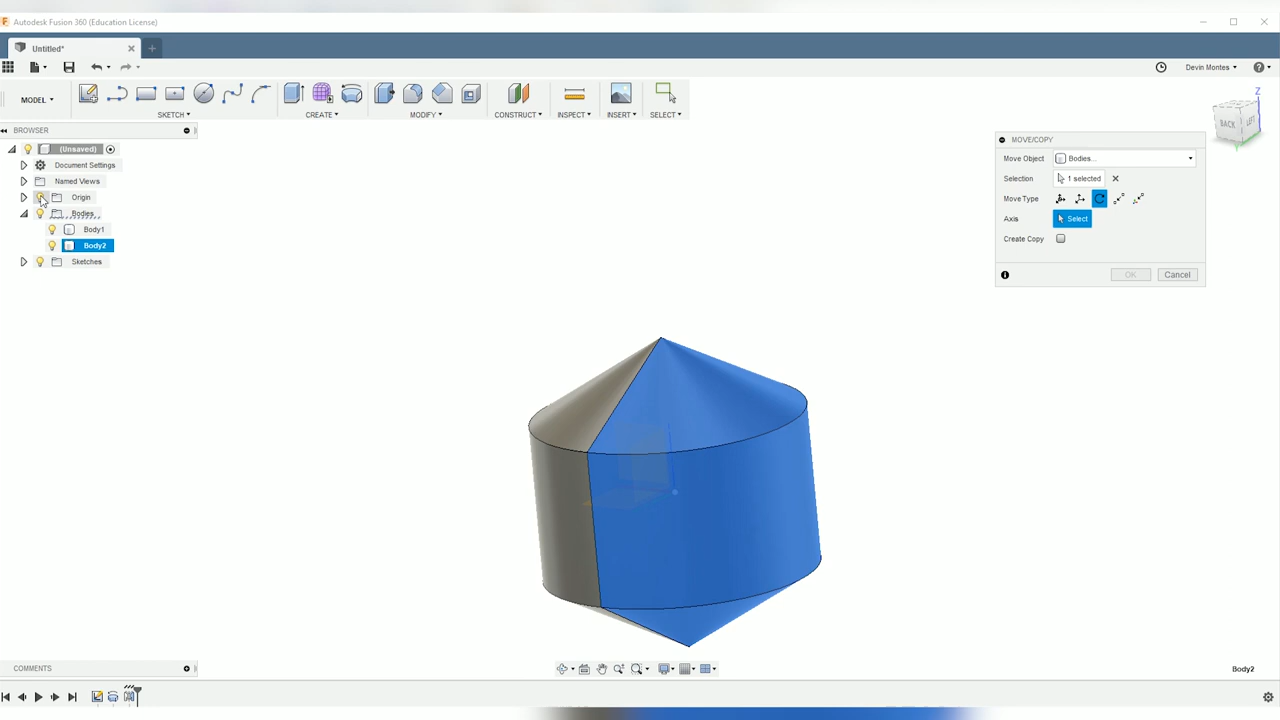 Autodesk Fusion 360 (Education License)
Untitled*
Devin Montes
MODEL
SKETCH
CREATE
MODIFY
CONSTRUCT
INSPECT
INSERT
SELECT
BROWSER
(Unsaved)
Document Settings
Named Views
Origin
Bodies
Body1
Body2
Sketches
Z
BACK
LEFT
MOVE/COPY
Move Object
Bodies...
Selection
1 selected
Move Type
Axis
Select
Create Copy
OK
Cancel
COMMENTS
Body2